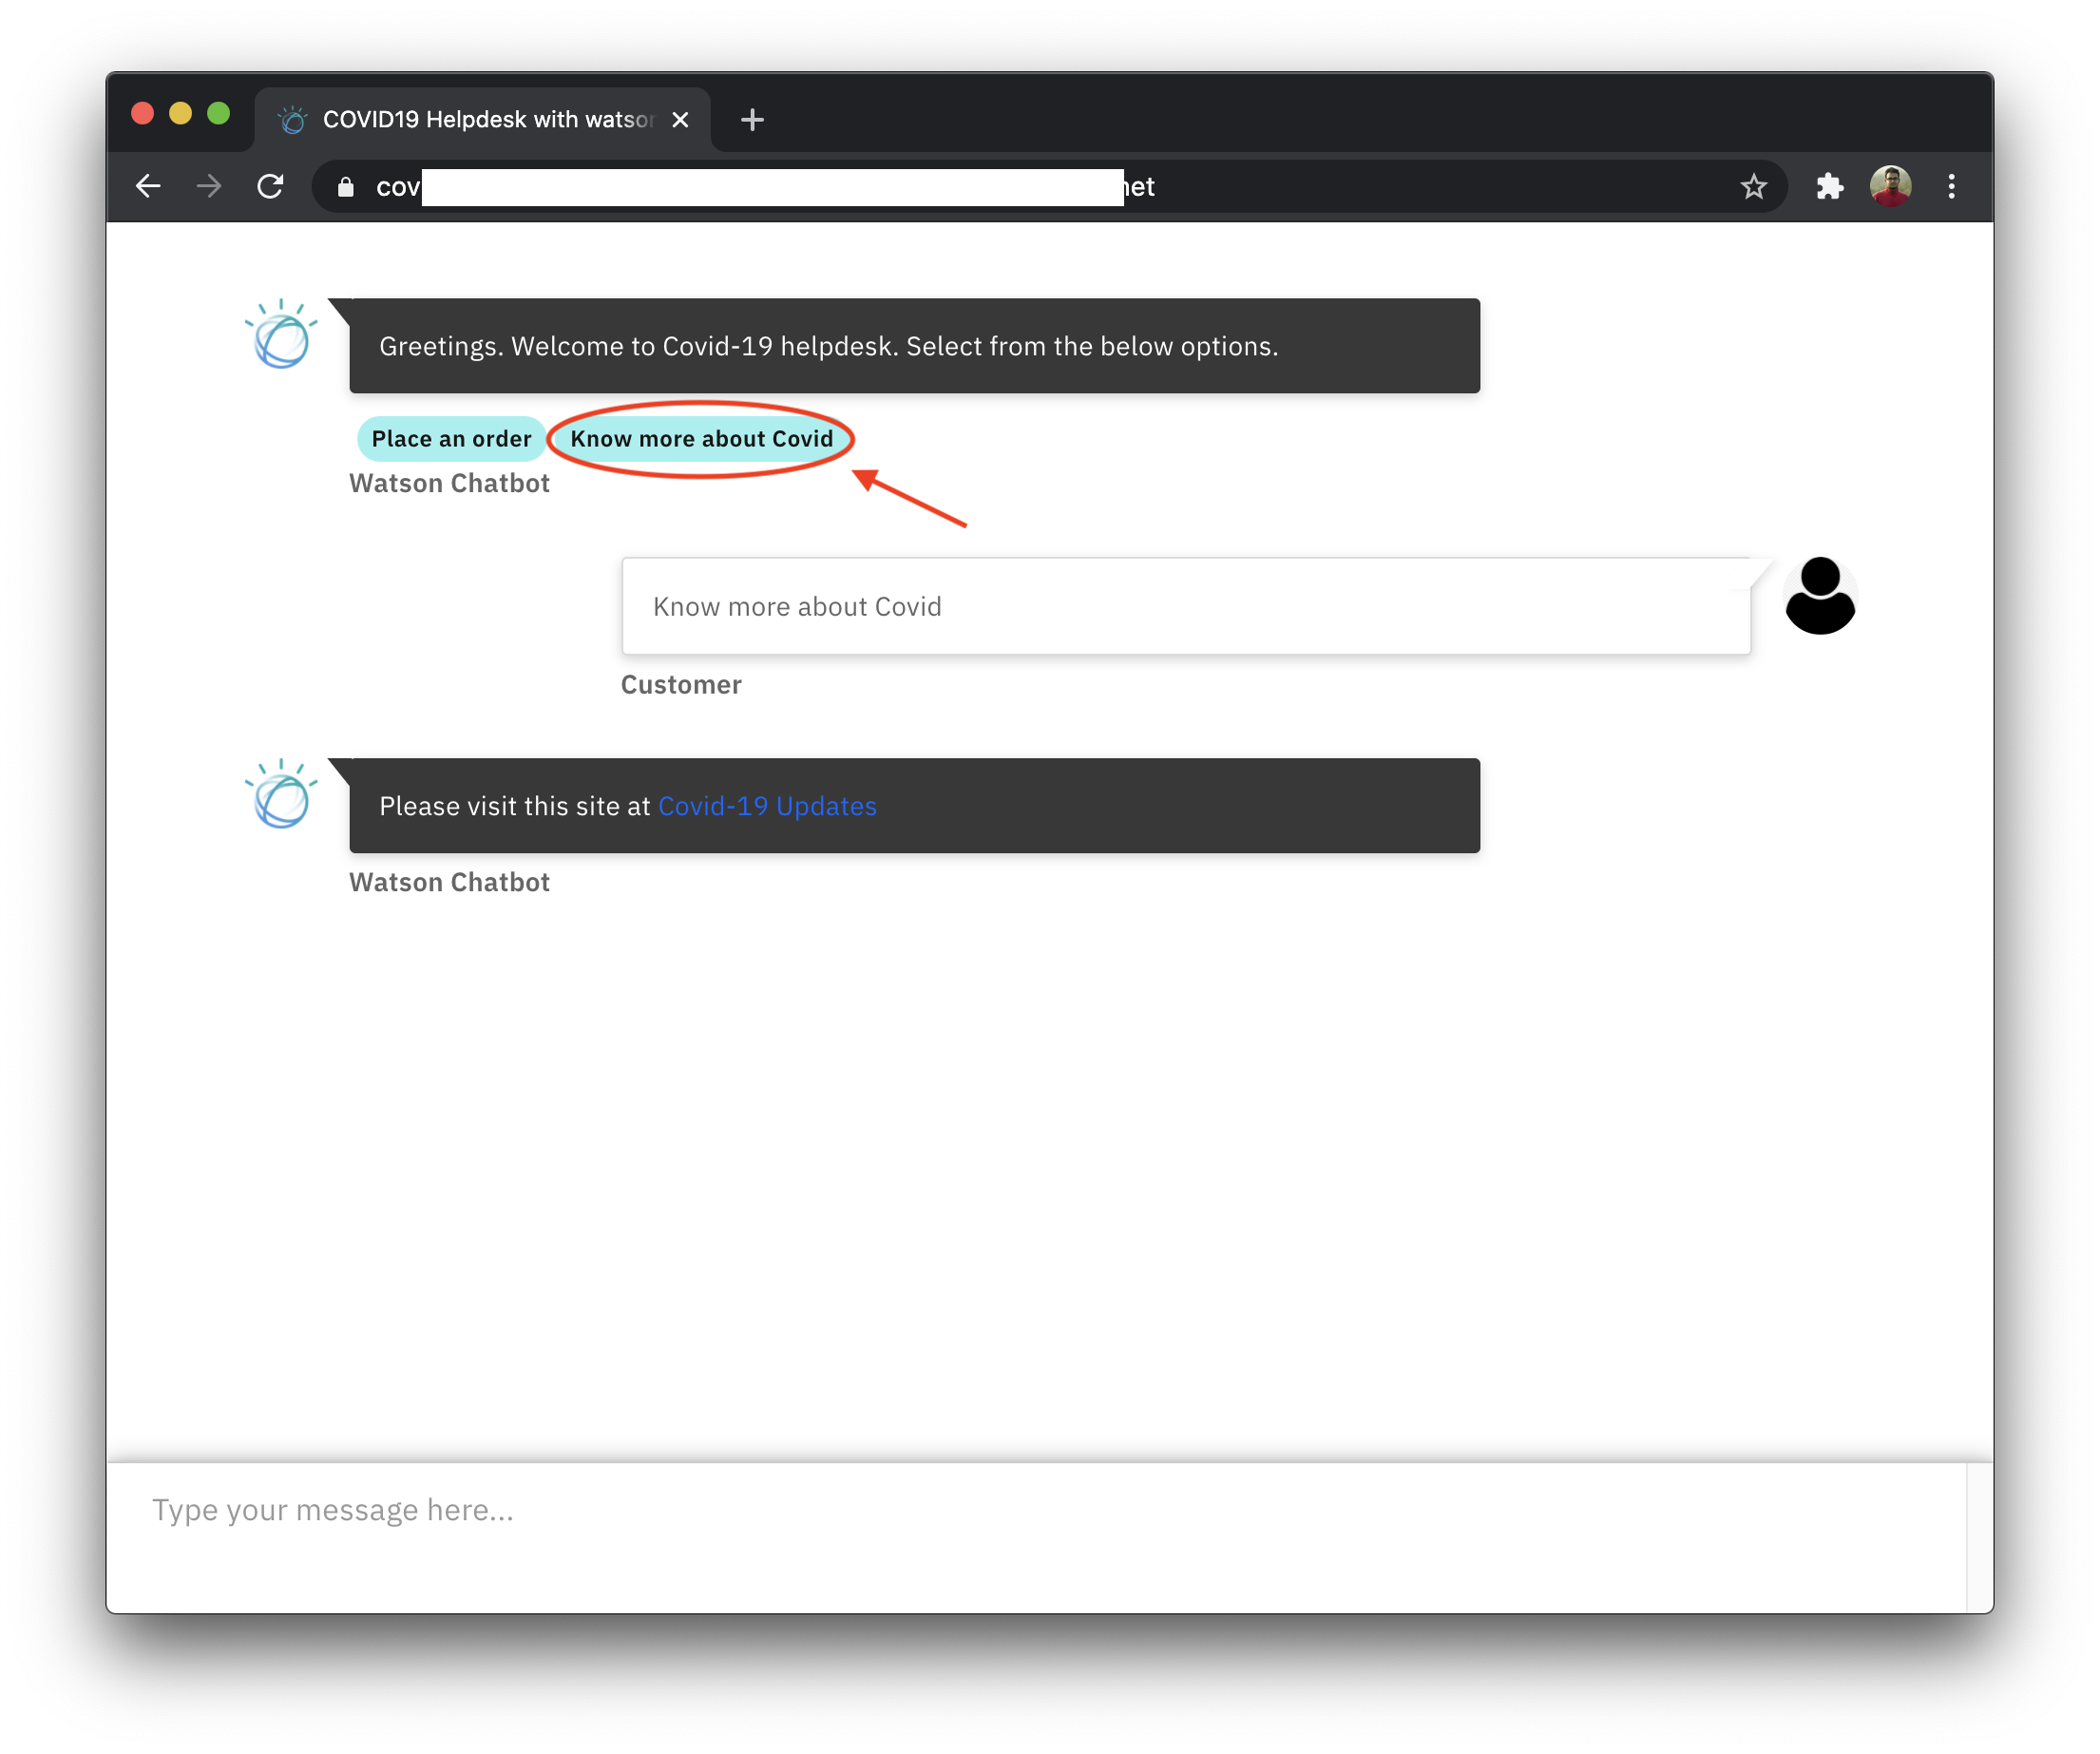 COVID19 Helpdesk with watson
cov
net
Greetings. Welcome to Covid-19 helpdesk. Select from the below options.
Place an order Know more about Covid
Watson Chatbot
Know more about Covid
Customer
Please visit this site at Covid-19 Updates
Watson Chatbot
Type your message here...